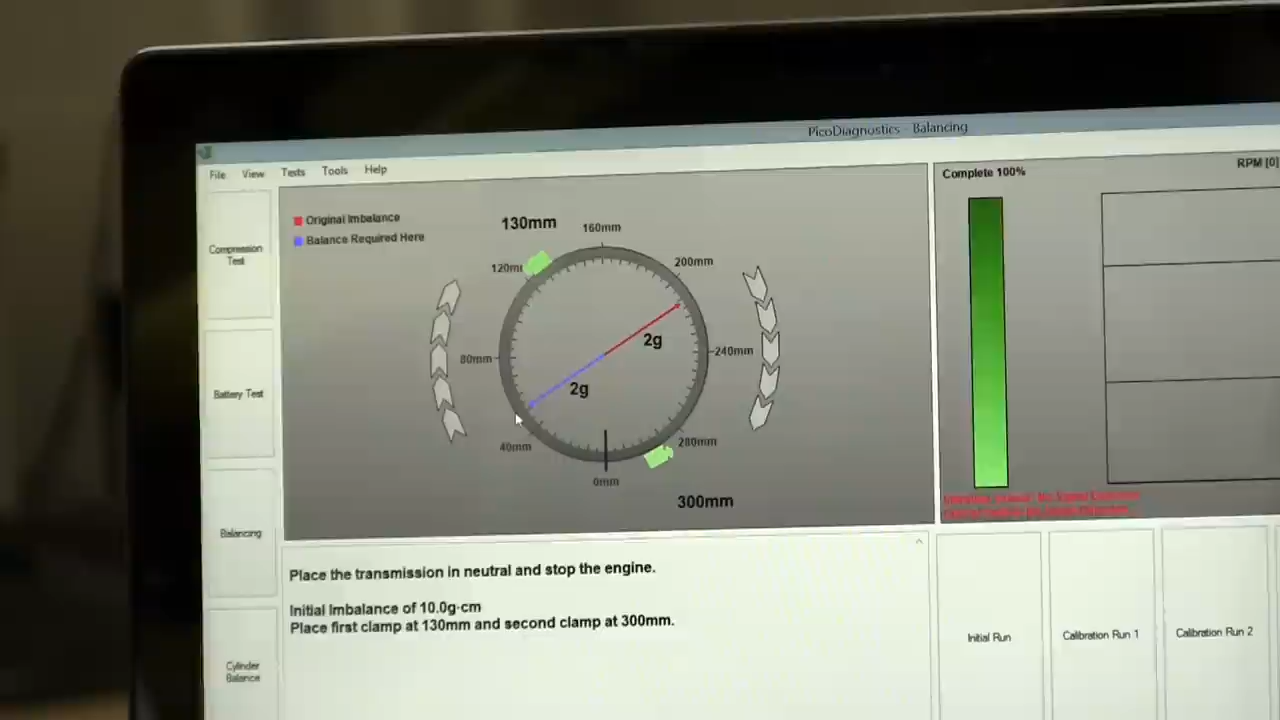 PicoDiagnostics - Balancing
File View Tests Tools Help
Compression
Test
Battery Test
Balancing
Cylinder
Balance
Original Imbalance
Balance Required Here
130mm
160mm
120m
200mm
80mm
240mm
2g
2g
40mm
280mm
0mm
300mm
Complete 100%
RPM [0]
Place the transmission in neutral and stop the engine.
Initial Imbalance of 10.0g-cm
Place first clamp at 130mm and second clamp at 300mm.
Initial Run
Calibration Run 1
Calibration Run 2